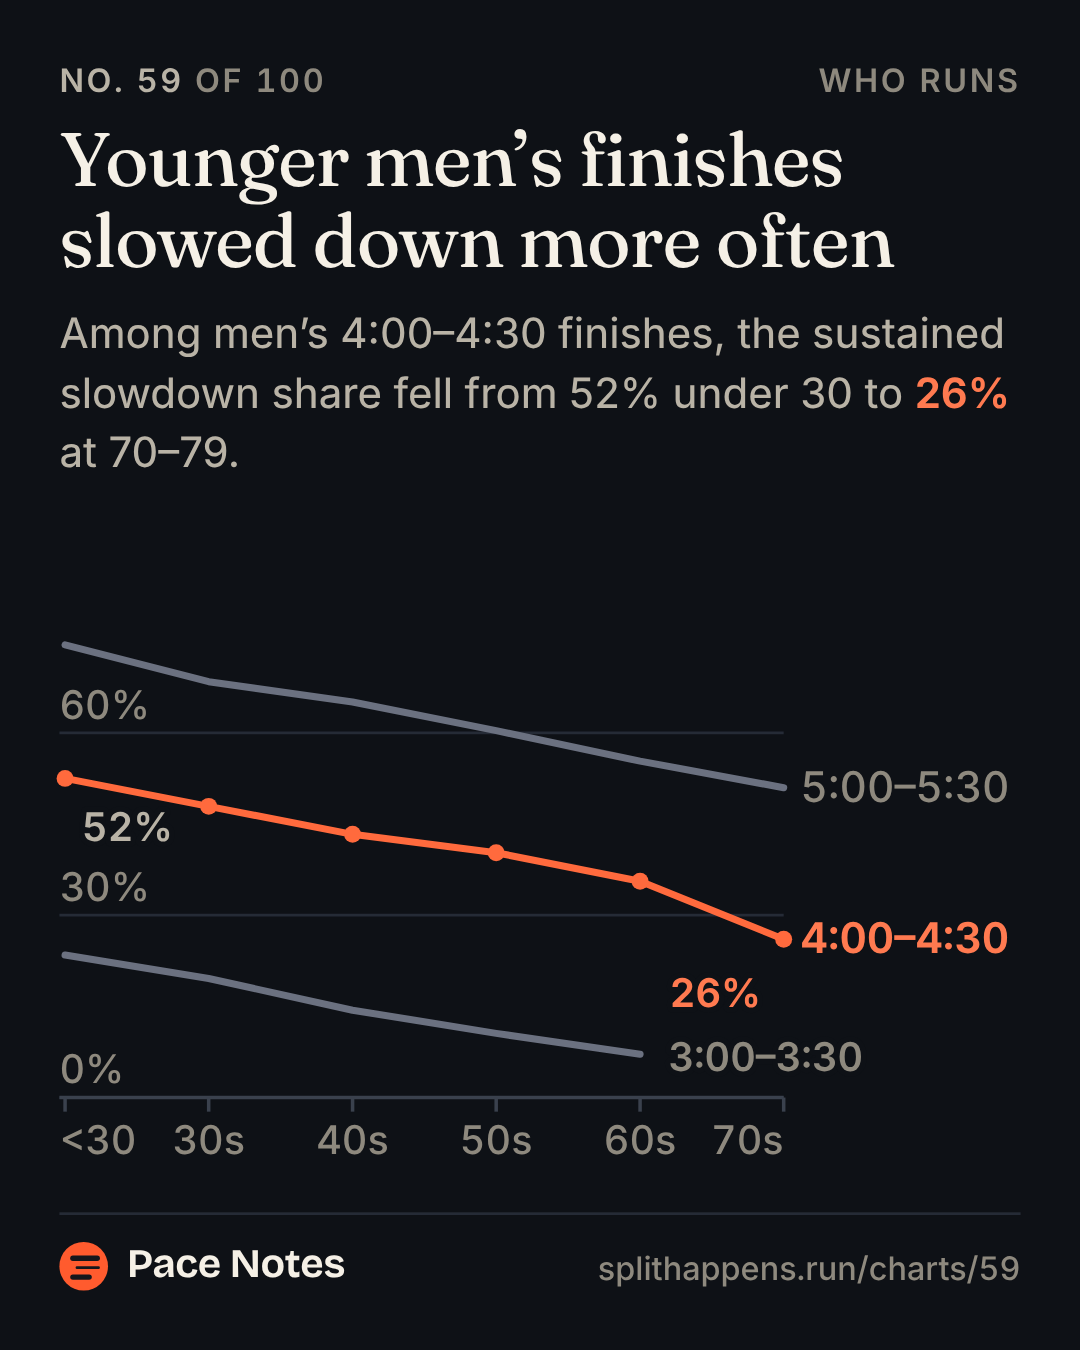 NO. 59 OF 100
WHO RUNS
Younger men’s finishes
slowed down more often
Among men’s 4:00–4:30 finishes, the sustained
slowdown share fell from 52% under 30 to 26%
at 70–79.
60%
5:00–5:30
52%
30%
4:00–4:30
26%
3:00–3:30
0%
<30 30s 40s 50s 60s 70s
Pace Notes
splithappens.run/charts/59